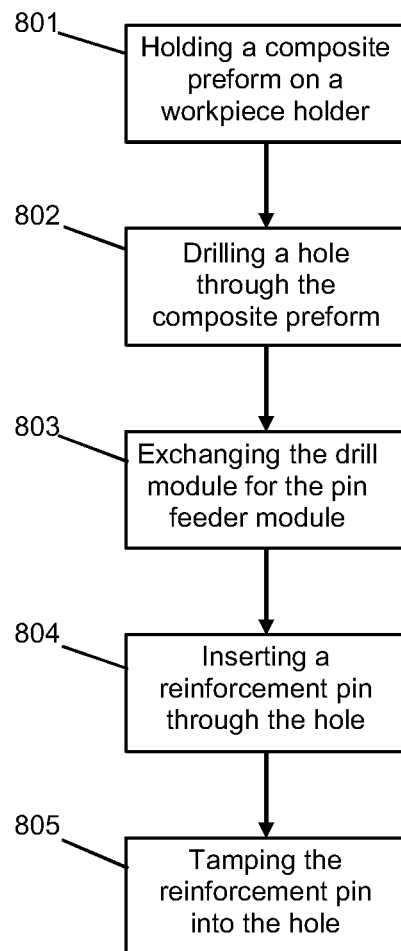 801
Holding a composite
preform on a
workpiece holder
802
Drilling a hole
through the
composite preform
803
Exchanging the drill
module for the pin
feeder module
804
Inserting a
reinforcement pin
through the hole
805
Tamping the
reinforcement pin
into the hole